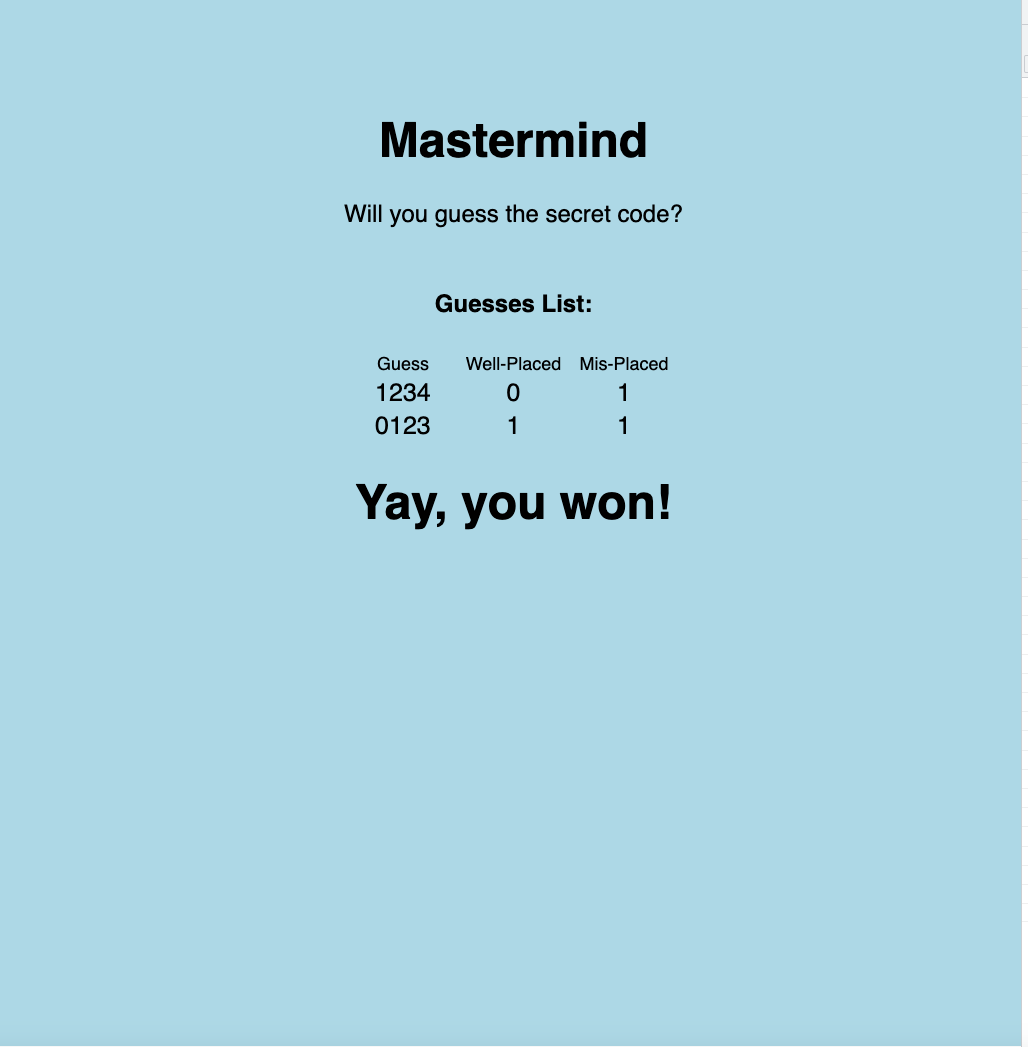 Mastermind
Will you guess the secret code?
Guesses List:
Guess Well-Placed Mis-Placed
1234 0 1
0123 1 1
Yay, you won!